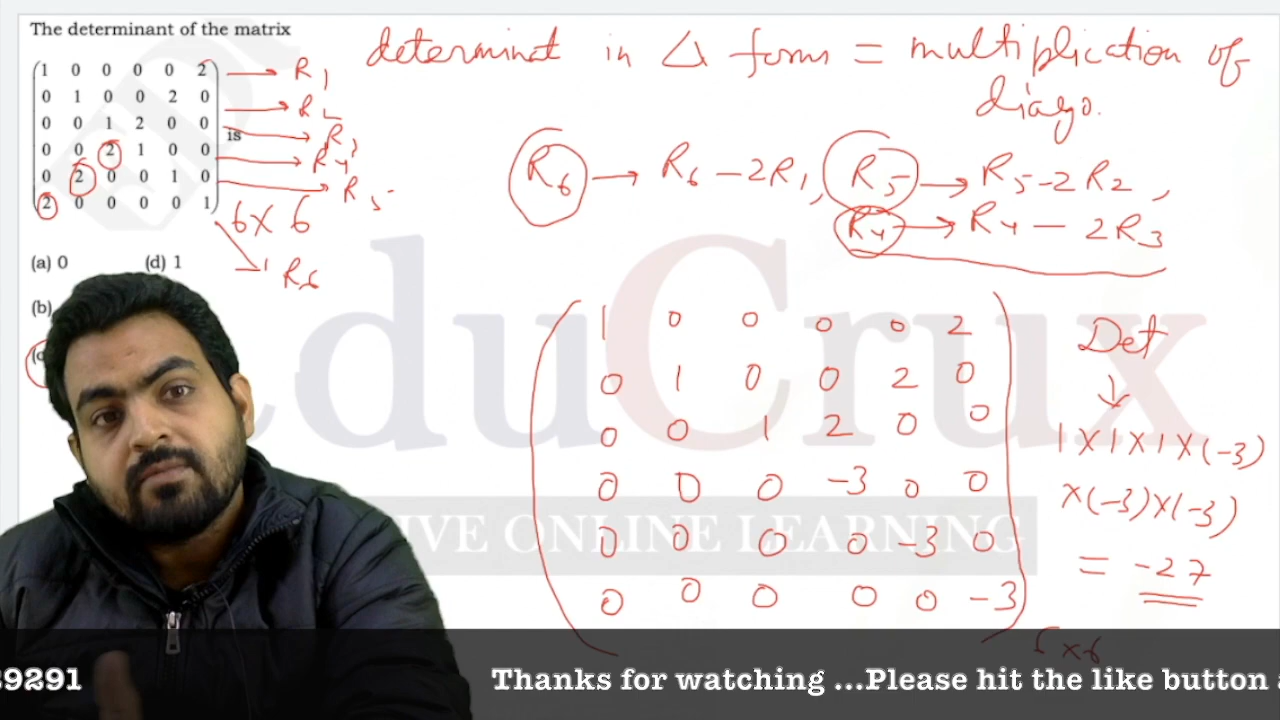 The determinant of the matrix
1 0 0 0 0 2 → R1
0 1 0 0 2 0 → R2
0 0 1 2 0 0 → R3
is
0 0 2 1 0 0 → R4
0 2 0 0 1 0 → R5
2 0 0 0 0 1
6 X 6
R6
(a) 0 (d) 1
(b)
determinat in Δ form = multiplication of
diago.
R6 → R6 - 2R1, R5 → R5 - 2R2,
R4 → R4 - 2R3
1 0 0 0 0 2
0 1 0 0 2 0
0 0 1 2 0 0
0 0 0 -3 0 0
0 0 0 0 -3 0
0 0 0 0 0 -3
Det
↓
1 X 1 X 1 X (-3)
X (-3) X (-3)
= -27
duCrux
IVE ONLINE LEARNING
39291 Thanks for watching ...Please hit the like button